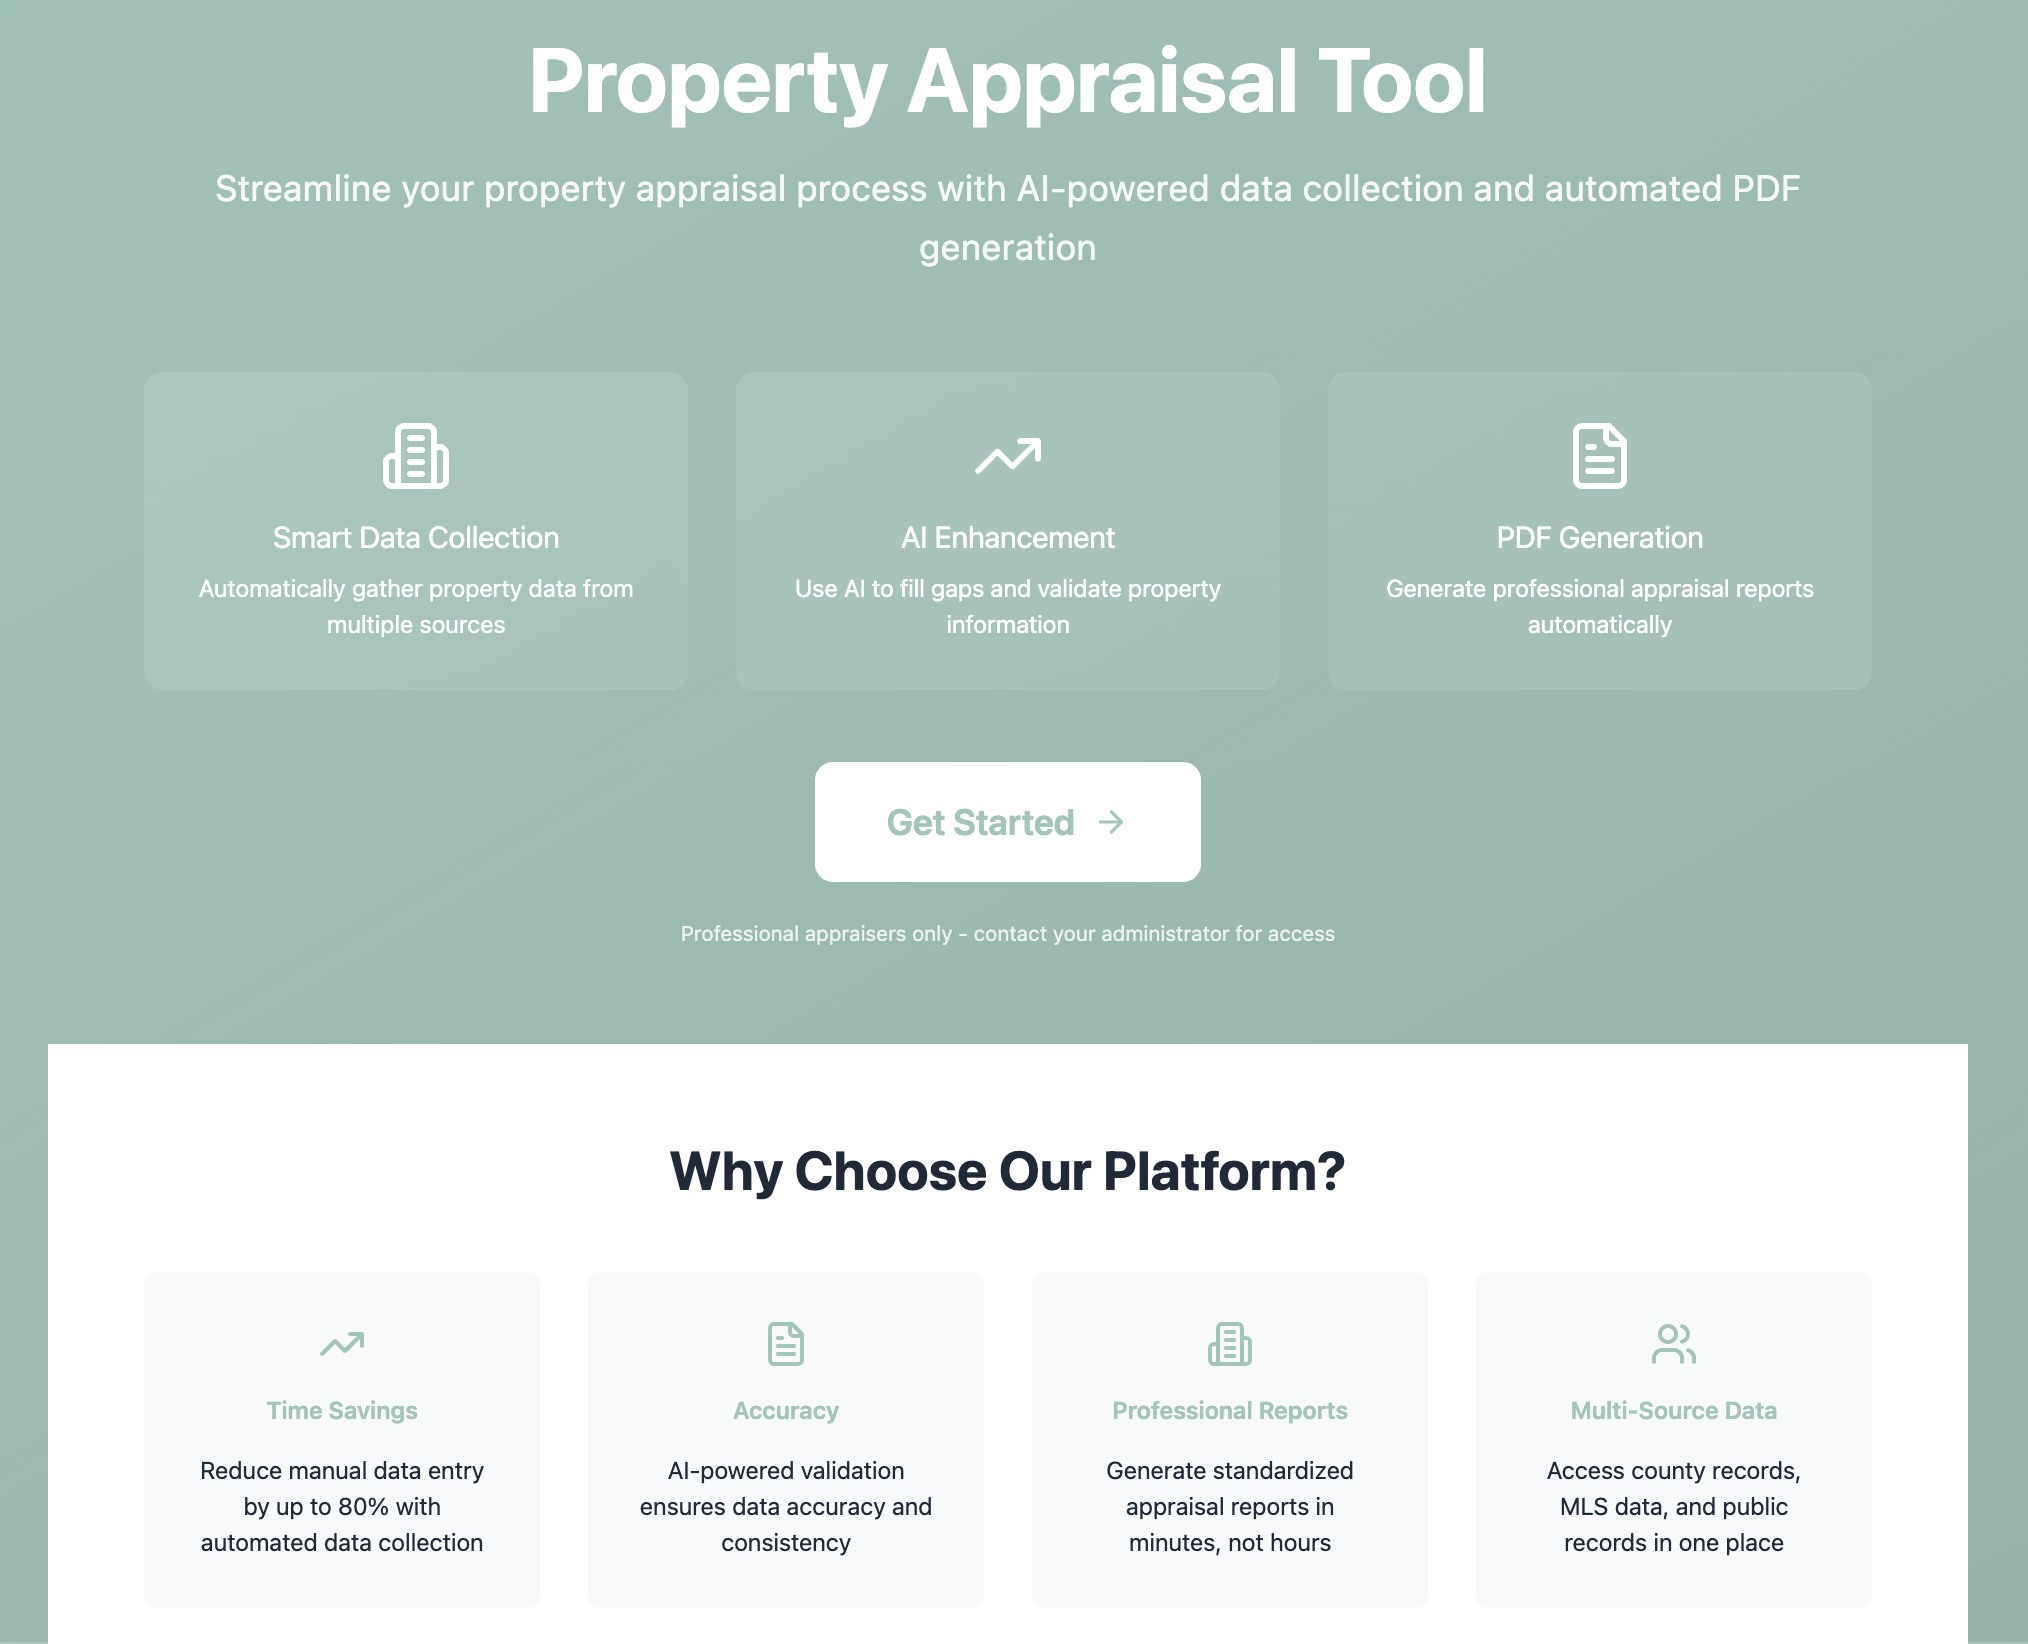 Property Appraisal Tool
Streamline your property appraisal process with AI-powered data collection and automated PDF
generation
Smart Data Collection
Automatically gather property data from
multiple sources
AI Enhancement
Use AI to fill gaps and validate property
information
PDF Generation
Generate professional appraisal reports
automatically
Get Started
Professional appraisers only - contact your administrator for access
Why Choose Our Platform?
Time Savings
Reduce manual data entry
by up to 80% with
automated data collection
Accuracy
AI-powered validation
ensures data accuracy and
consistency
Professional Reports
Generate standardized
appraisal reports in
minutes, not hours
Multi-Source Data
Access county records,
MLS data, and public
records in one place